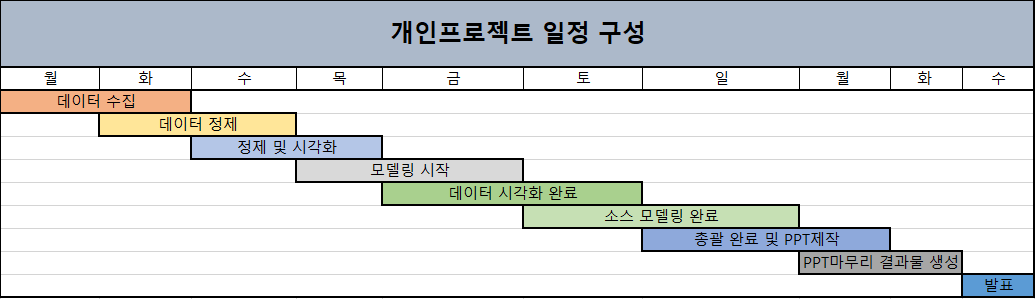 개인프로젝트 일정 구성
월 화 수 목 금 토 일 월 화 수
데이터 수집
데이터 정제
정제 및 시각화
모델링 시작
데이터 시각화 완료
소스 모델링 완료
총괄 완료 및 PPT제작
PPT마무리 결과물 생성
발표